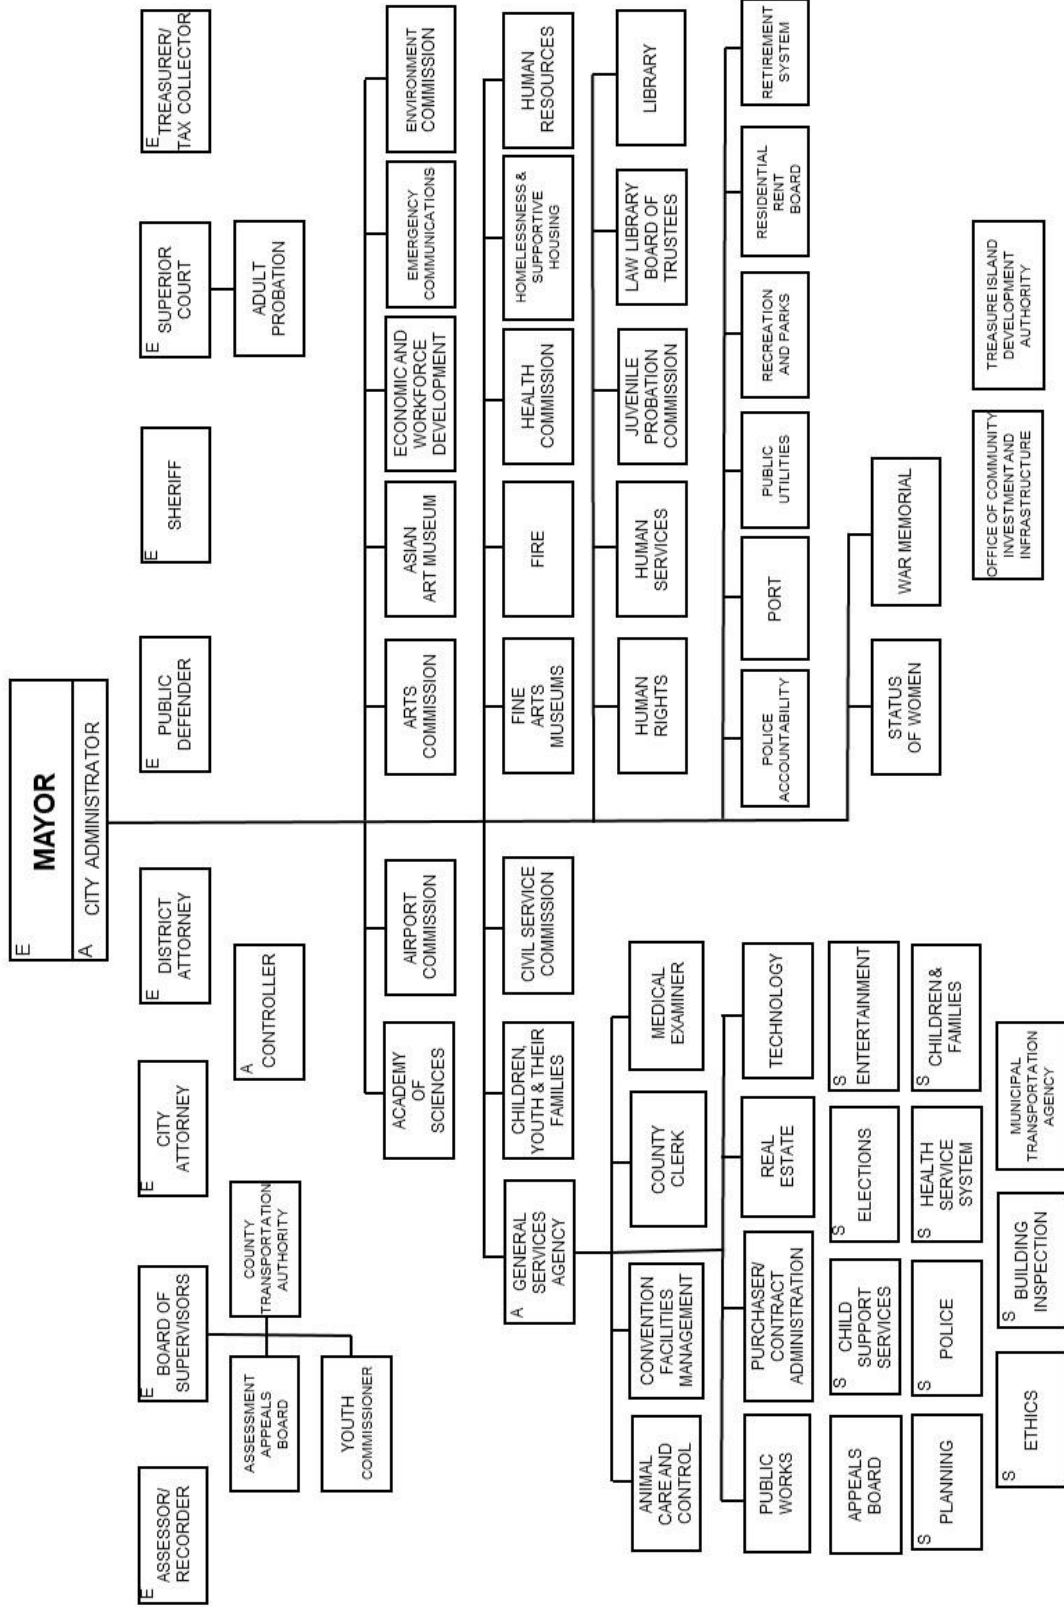 E
MAYOR
A CITY ADMINISTRATOR
E ASSESSOR/
RECORDER
E BOARD OF
SUPERVISORS
E CITY
ATTORNEY
E DISTRICT
ATTORNEY
E PUBLIC
DEFENDER
E SHERIFF
E SUPERIOR
COURT
E TREASURER/
TAX COLLECTOR
ASSESSMENT
APPEALS
BOARD
COUNTY
TRANSPORTATION
AUTHORITY
A CONTROLLER
ADULT
PROBATION
YOUTH
COMMISSIONER
ACADEMY
OF
SCIENCES
AIRPORT
COMMISSION
ARTS
COMMISSION
ASIAN
ART MUSEUM
ECONOMIC AND
WORKFORCE
DEVELOPMENT
EMERGENCY
COMMUNICATIONS
ENVIRONMENT
COMMISSION
A GENERAL
SERVICES
AGENCY
CHILDREN,
YOUTH & THEIR
FAMILIES
CIVIL SERVICE
COMMISSION
FINE
ARTS
MUSEUMS
FIRE
HEALTH
COMMISSION
HOMELESSNESS &
SUPPORTIVE
HOUSING
HUMAN
RESOURCES
ANIMAL
CARE AND
CONTROL
CONVENTION
FACILITIES
MANAGEMENT
COUNTY
CLERK
MEDICAL
EXAMINER
HUMAN
RIGHTS
HUMAN
SERVICES
JUVENILE
PROBATION
COMMISSION
LAW LIBRARY
BOARD OF
TRUSTEES
LIBRARY
PUBLIC
WORKS
PURCHASER/
CONTRACT
ADMINISTRATION
REAL
ESTATE
TECHNOLOGY
POLICE
ACCOUNTABILITY
PORT
PUBLIC
UTILITIES
RECREATION
AND PARKS
RESIDENTIAL
RENT
BOARD
RETIREMENT
SYSTEM
APPEALS
BOARD
S CHILD
SUPPORT
SERVICES
S ELECTIONS
S ENTERTAINMENT
STATUS
OF WOMEN
WAR MEMORIAL
S PLANNING
S POLICE
S HEALTH
SERVICE
SYSTEM
S CHILDREN &
FAMILIES
S ETHICS
S BUILDING
INSPECTION
MUNICIPAL
TRANSPORTATION
AGENCY
OFFICE OF COMMUNITY
INVESTMENT AND
INFRASTRUCTURE
TREASURE ISLAND
DEVELOPMENT
AUTHORITY